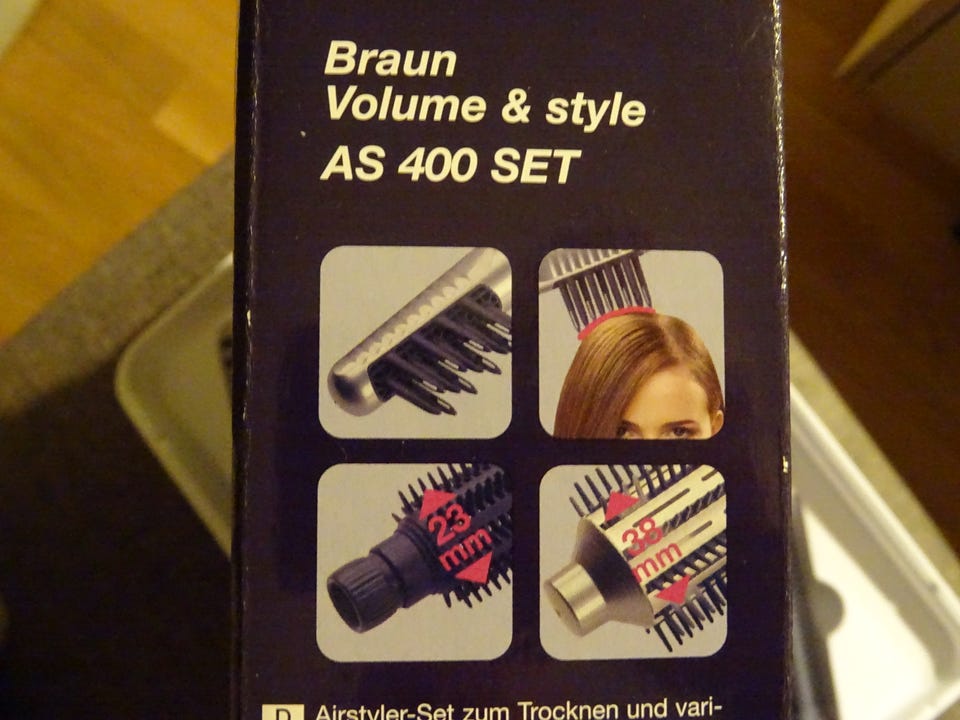 Braun
Volume & style
AS 400 SET
23
mm
38
mm
D Airstyler-Set zum Trocknen und vari-